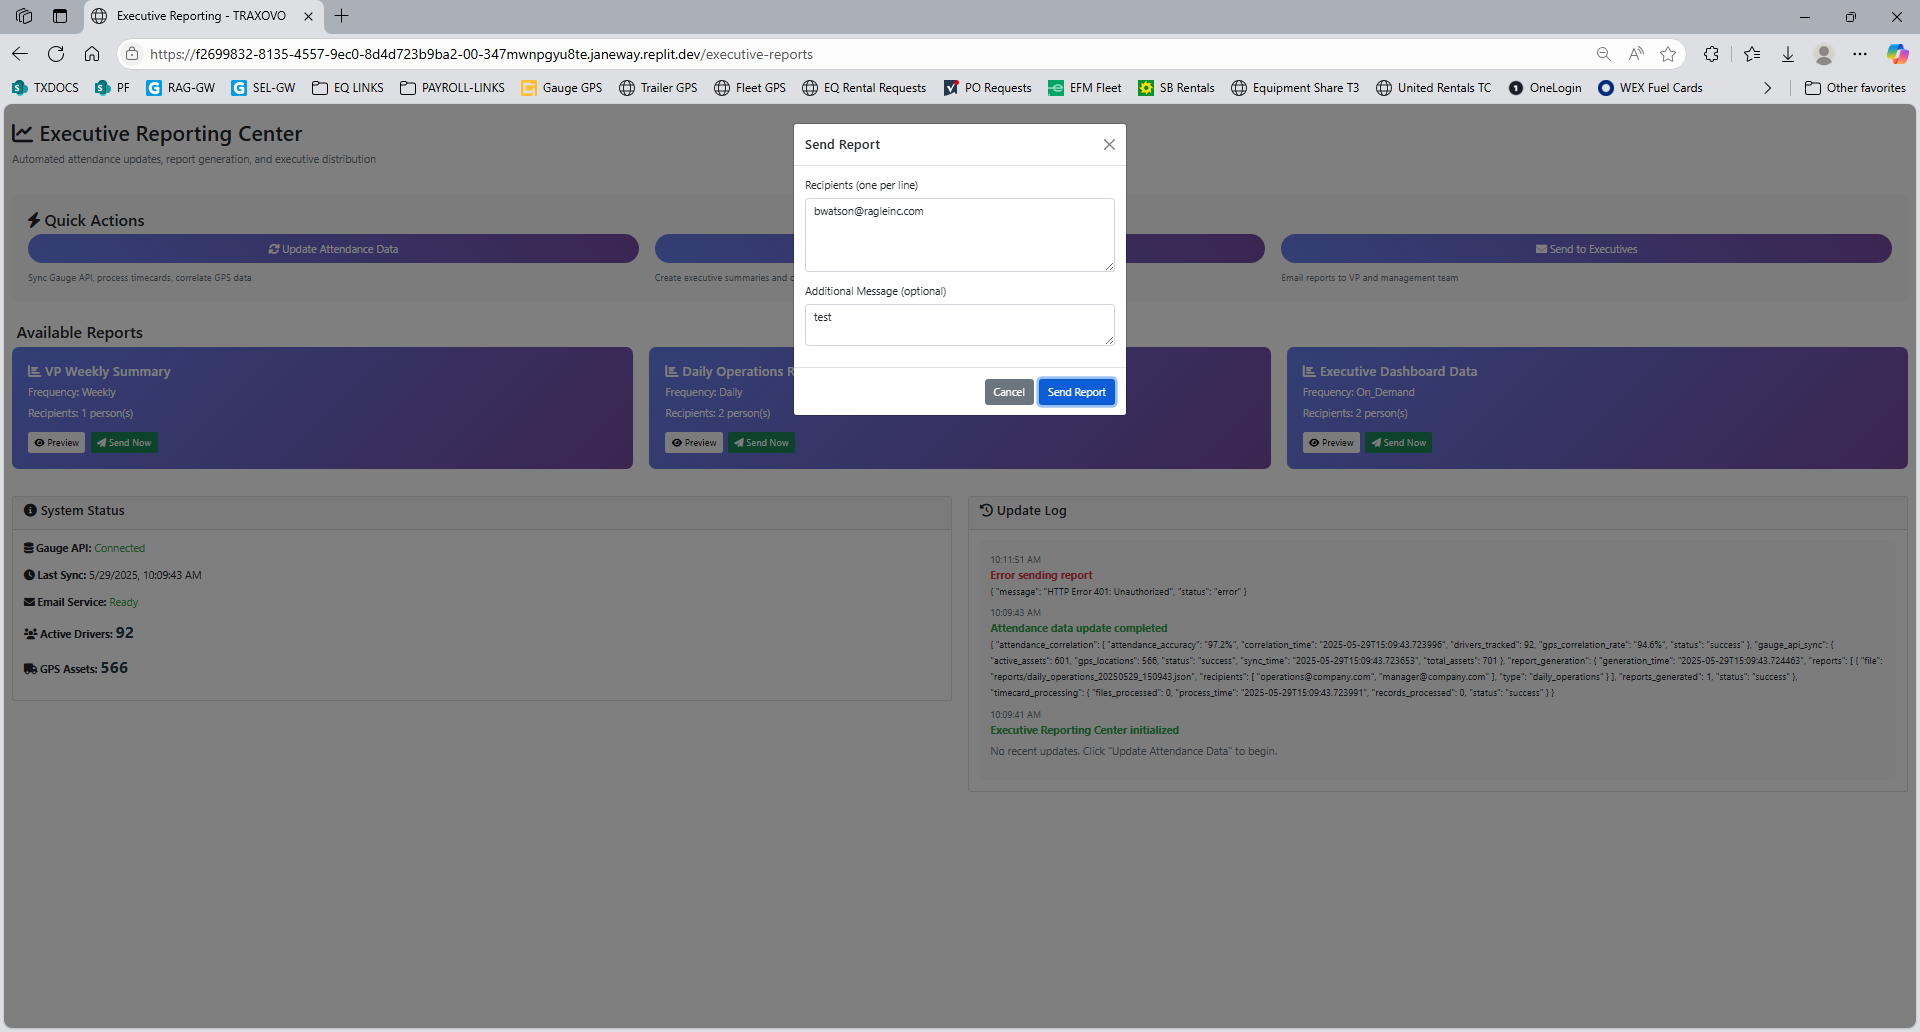 Executive Reporting - TRAXOVO
https://f2699832-8135-4557-9ec0-8d4d723b9ba2-00-347mwnpgyu8te.janeway.replit.dev/executive-reports
TXDOCS PF RAG-GW SEL-GW EQ LINKS PAYROLL-LINKS Gauge GPS Trailer GPS Fleet GPS EQ Rental Requests PO Requests EFM Fleet SB Rentals Equipment Share T3 United Rentals TC OneLogin WEX Fuel Cards Other favorites
Executive Reporting Center
Automated attendance updates, report generation, and executive distribution
Send Report
Recipients (one per line)
bwatson@ragleinc.com
Additional Message (optional)
test
Cancel Send Report
Quick Actions
Update Attendance Data
Sync Gauge API, process timecards, correlate GPS data
Create executive summaries and
Send to Executives
Email reports to VP and management team
Available Reports
VP Weekly Summary
Frequency: Weekly
Recipients: 1 person(s)
Preview Send Now
Daily Operations R
Frequency: Daily
Recipients: 2 person(s)
Preview Send Now
Executive Dashboard Data
Frequency: On_Demand
Recipients: 2 person(s)
Preview Send Now
System Status
Gauge API: Connected
Last Sync: 5/29/2025, 10:09:43 AM
Email Service: Ready
Active Drivers: 92
GPS Assets: 566
Update Log
10:11:51 AM
Error sending report
{ "message": "HTTP Error 401: Unauthorized", "status": "error" }
10:09:43 AM
Attendance data update completed
{ "attendance_correlation": { "attendance_accuracy": "97.2%", "correlation_time": "2025-05-29T15:09:43.723996", "drivers_tracked": 92, "gps_correlation_rate": "94.6%", "status": "success" }, "gauge_api_sync": {
"active_assets": 601, "gps_locations": 566, "status": "success", "sync_time": "2025-05-29T15:09:43.723653", "total_assets": 701 }, "report_generation": { "generation_time": "2025-05-29T15:09:43.724463", "reports": [ { "file":
"reports/daily_operations_20250529_150943.json", "recipients": [ "operations@company.com", "manager@company.com" ], "type": "daily_operations" } ], "reports_generated": 1, "status": "success" },
"timecard_processing": { "files_processed": 0, "process_time": "2025-05-29T15:09:43.723991", "records_processed": 0, "status": "success" } }
10:09:41 AM
Executive Reporting Center initialized
No recent updates. Click "Update Attendance Data" to begin.